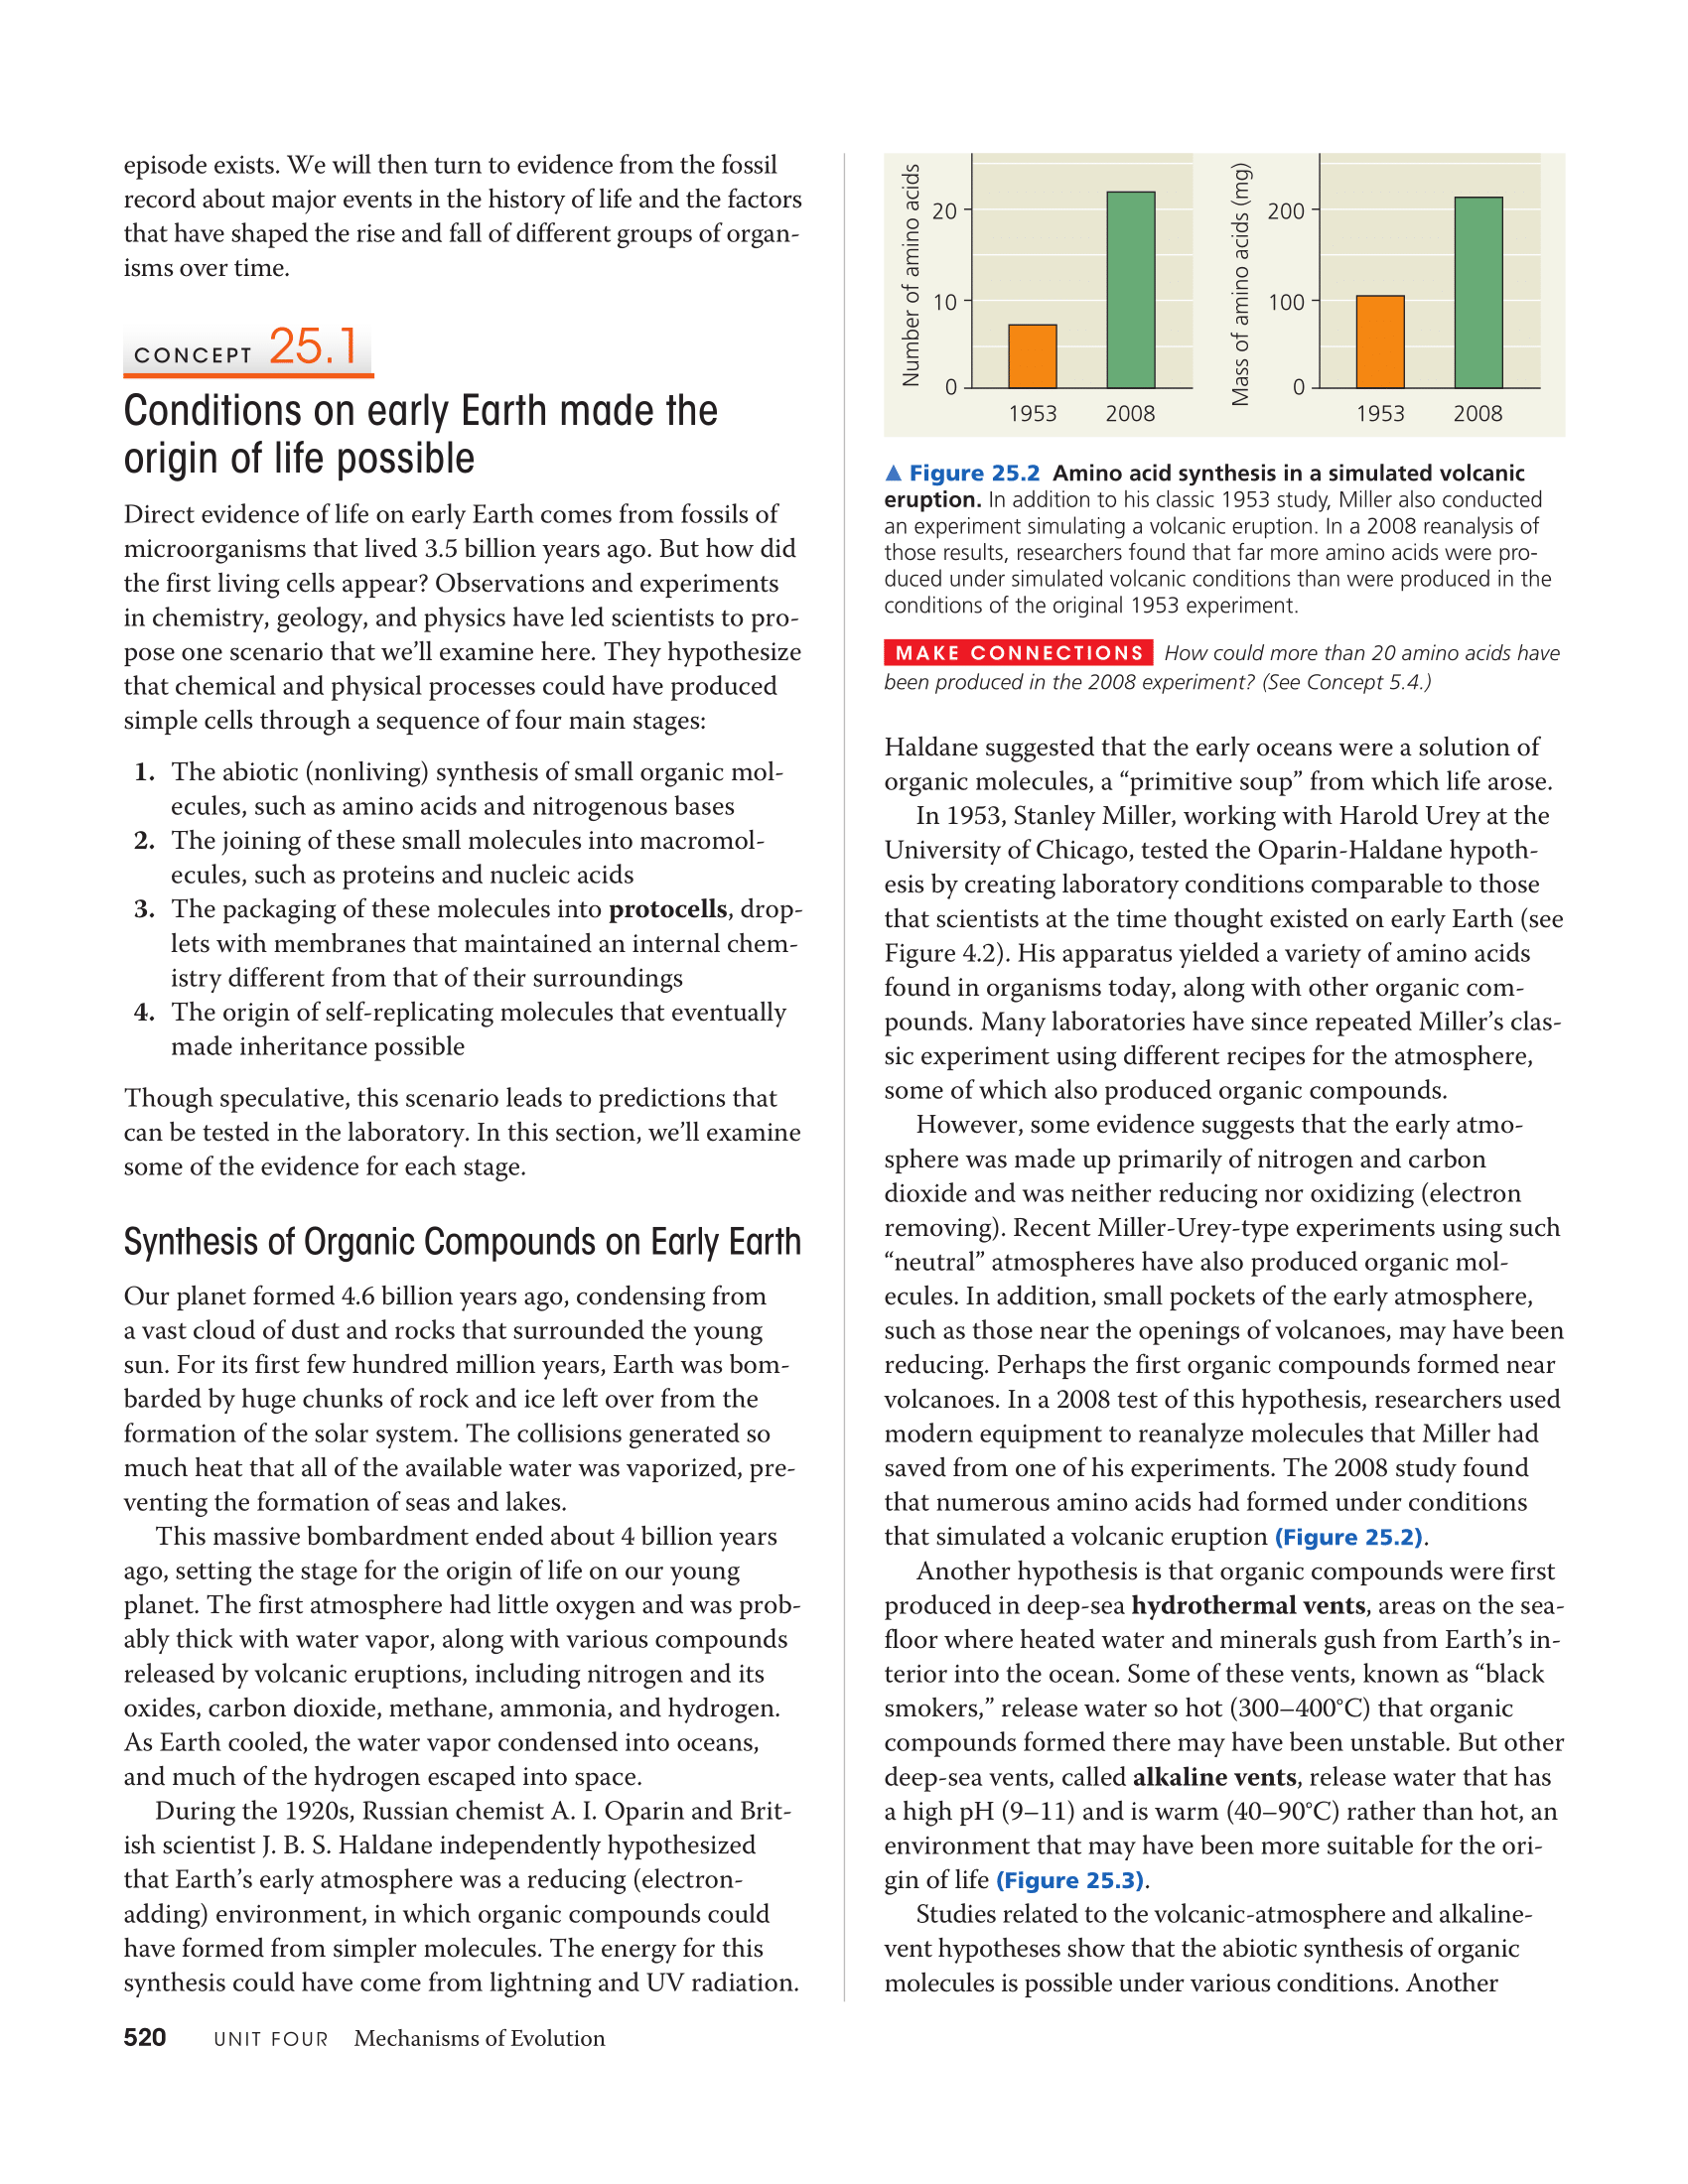 episode exists. We will then turn to evidence from the fossil
record about major events in the history of life and the factors
that have shaped the rise and fall of different groups of organ-
isms over time.
CONCEPT 25.1
Conditions on early Earth made the
origin of life possible
Direct evidence of life on early Earth comes from fossils of
microorganisms that lived 3.5 billion years ago. But how did
the first living cells appear? Observations and experiments
in chemistry, geology, and physics have led scientists to pro-
pose one scenario that we’ll examine here. They hypothesize
that chemical and physical processes could have produced
simple cells through a sequence of four main stages:
1. The abiotic (nonliving) synthesis of small organic mol-
ecules, such as amino acids and nitrogenous bases
2. The joining of these small molecules into macromol-
ecules, such as proteins and nucleic acids
3. The packaging of these molecules into protocells, drop-
lets with membranes that maintained an internal chem-
istry different from that of their surroundings
4. The origin of self-replicating molecules that eventually
made inheritance possible
Though speculative, this scenario leads to predictions that
can be tested in the laboratory. In this section, we’ll examine
some of the evidence for each stage.
Synthesis of Organic Compounds on Early Earth
Our planet formed 4.6 billion years ago, condensing from
a vast cloud of dust and rocks that surrounded the young
sun. For its first few hundred million years, Earth was bom-
barded by huge chunks of rock and ice left over from the
formation of the solar system. The collisions generated so
much heat that all of the available water was vaporized, pre-
venting the formation of seas and lakes.
This massive bombardment ended about 4 billion years
ago, setting the stage for the origin of life on our young
planet. The first atmosphere had little oxygen and was prob-
ably thick with water vapor, along with various compounds
released by volcanic eruptions, including nitrogen and its
oxides, carbon dioxide, methane, ammonia, and hydrogen.
As Earth cooled, the water vapor condensed into oceans,
and much of the hydrogen escaped into space.
During the 1920s, Russian chemist A. I. Oparin and Brit-
ish scientist J. B. S. Haldane independently hypothesized
that Earth’s early atmosphere was a reducing (electron-
adding) environment, in which organic compounds could
have formed from simpler molecules. The energy for this
synthesis could have come from lightning and UV radiation.
Number of amino acids
20
10
0
1953 2008
Mass of amino acids (mg)
200
100
0
1953 2008
▲ Figure 25.2 Amino acid synthesis in a simulated volcanic
eruption. In addition to his classic 1953 study, Miller also conducted
an experiment simulating a volcanic eruption. In a 2008 reanalysis of
those results, researchers found that far more amino acids were pro-
duced under simulated volcanic conditions than were produced in the
conditions of the original 1953 experiment.
MAKE CONNECTIONS How could more than 20 amino acids have
been produced in the 2008 experiment? (See Concept 5.4.)
Haldane suggested that the early oceans were a solution of
organic molecules, a “primitive soup” from which life arose.
In 1953, Stanley Miller, working with Harold Urey at the
University of Chicago, tested the Oparin-Haldane hypoth-
esis by creating laboratory conditions comparable to those
that scientists at the time thought existed on early Earth (see
Figure 4.2). His apparatus yielded a variety of amino acids
found in organisms today, along with other organic com-
pounds. Many laboratories have since repeated Miller’s clas-
sic experiment using different recipes for the atmosphere,
some of which also produced organic compounds.
However, some evidence suggests that the early atmo-
sphere was made up primarily of nitrogen and carbon
dioxide and was neither reducing nor oxidizing (electron
removing). Recent Miller-Urey-type experiments using such
“neutral” atmospheres have also produced organic mol-
ecules. In addition, small pockets of the early atmosphere,
such as those near the openings of volcanoes, may have been
reducing. Perhaps the first organic compounds formed near
volcanoes. In a 2008 test of this hypothesis, researchers used
modern equipment to reanalyze molecules that Miller had
saved from one of his experiments. The 2008 study found
that numerous amino acids had formed under conditions
that simulated a volcanic eruption (Figure 25.2).
Another hypothesis is that organic compounds were first
produced in deep-sea hydrothermal vents, areas on the sea-
floor where heated water and minerals gush from Earth’s in-
terior into the ocean. Some of these vents, known as “black
smokers,” release water so hot (300–400°C) that organic
compounds formed there may have been unstable. But other
deep-sea vents, called alkaline vents, release water that has
a high pH (9–11) and is warm (40–90°C) rather than hot, an
environment that may have been more suitable for the ori-
gin of life (Figure 25.3).
Studies related to the volcanic-atmosphere and alkaline-
vent hypotheses show that the abiotic synthesis of organic
molecules is possible under various conditions. Another
520 UNIT FOUR Mechanisms of Evolution